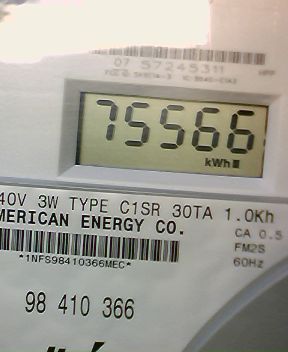 07 57245311
75566
kWh
40V 3W TYPE C1SR 30TA 1.0Kh
MERICAN ENERGY CO.
CA 0.5
FM2S
*1NFS98410366MEC*
60Hz
98 410 366